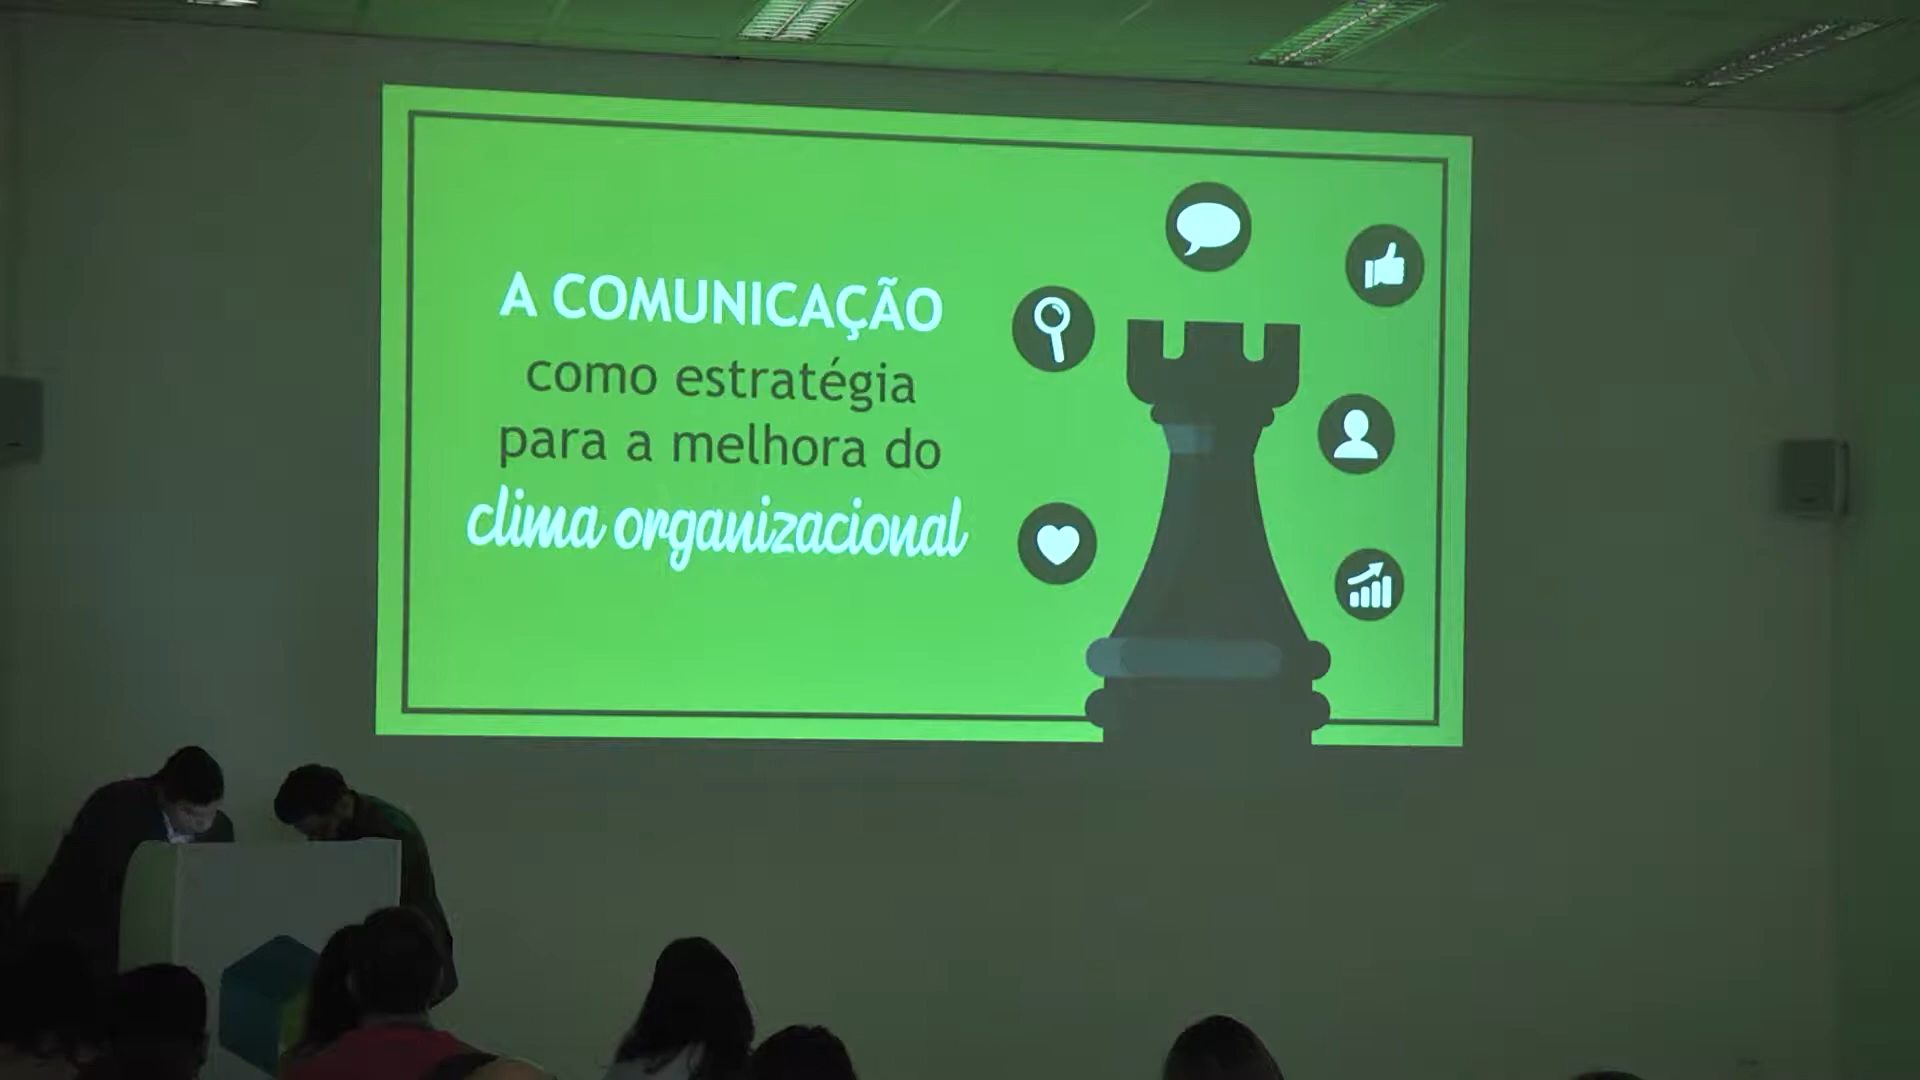 A COMUNICAÇÃO
como estratégia
para a melhora do
clima organizacional